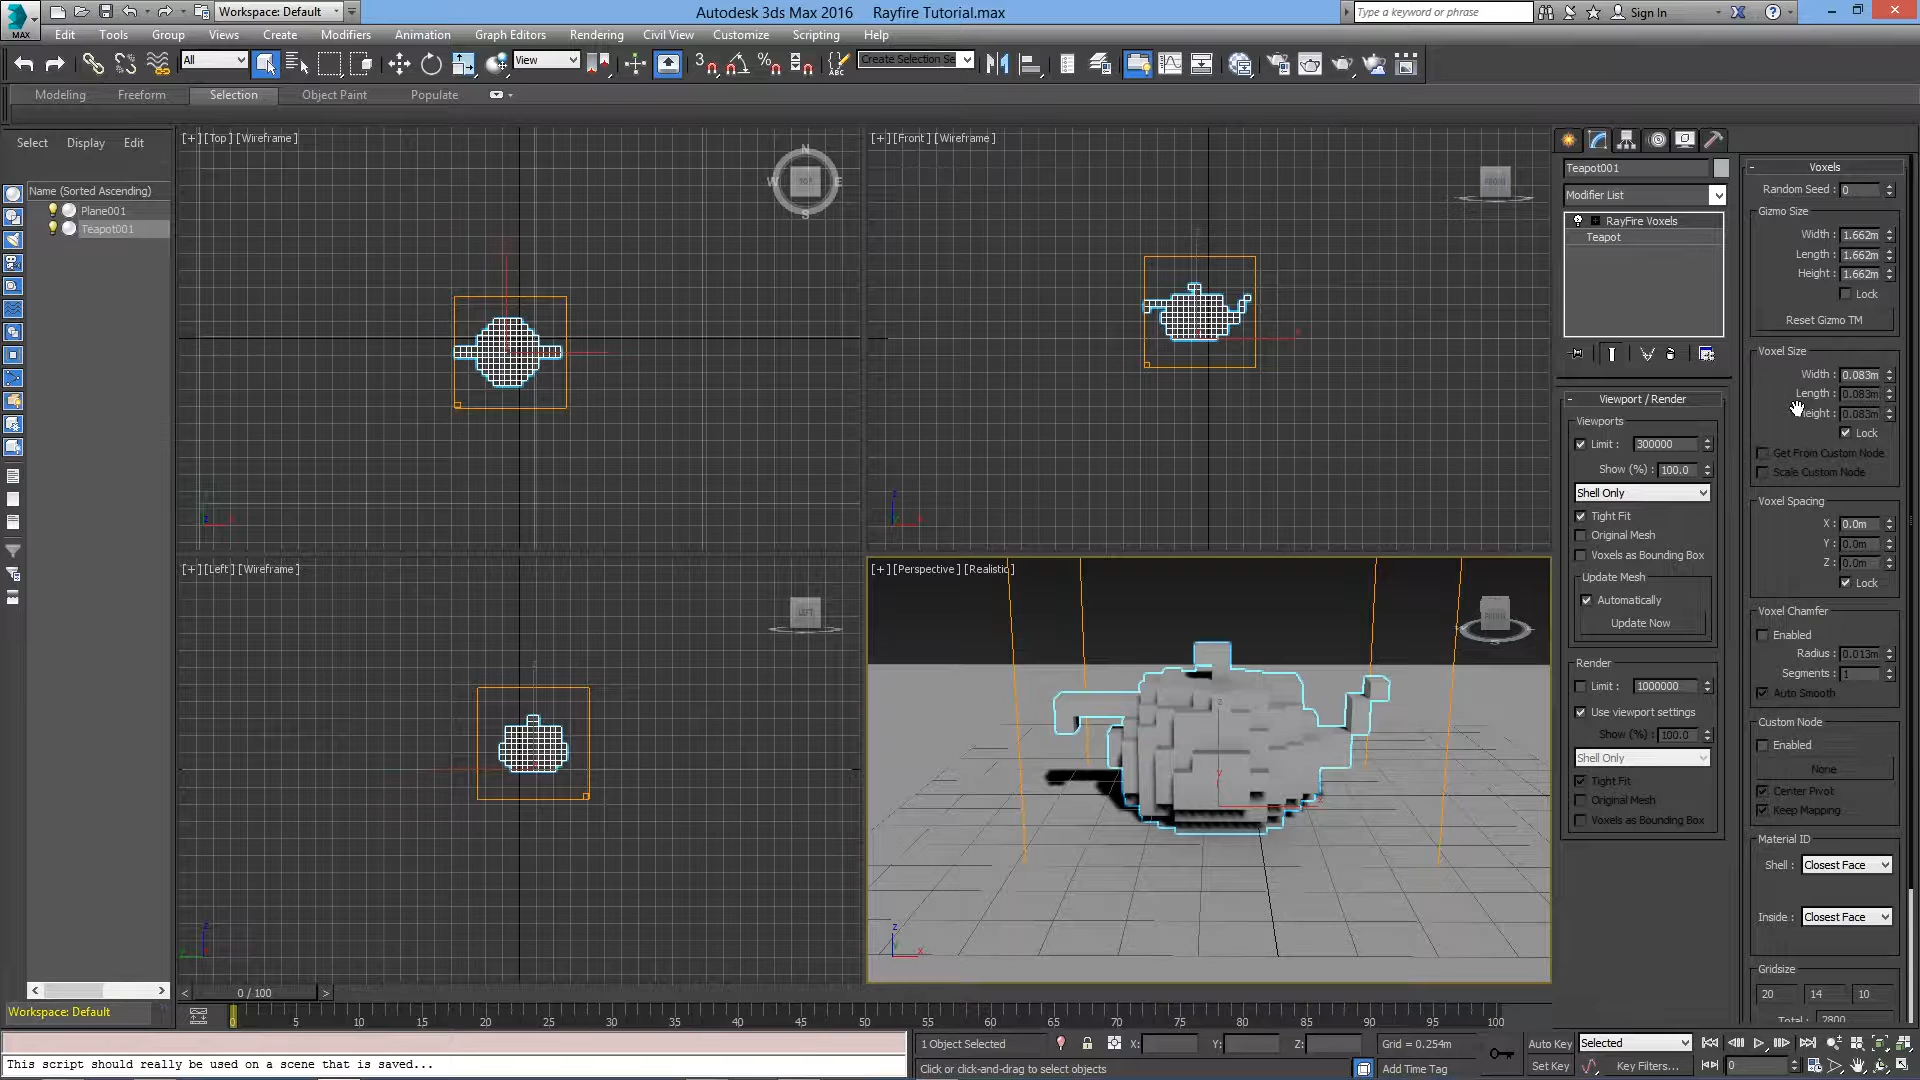 Workspace: Default
Autodesk 3ds Max 2016 Rayfire Tutorial.max
Type a keyword or phrase
Sign In
MAX
Edit Tools Group Views Create Modifiers Animation Graph Editors Rendering Civil View Customize Scripting Help
All
View
Create Selection Se
Modeling Freeform Selection Object Paint Populate
Select Display Edit
Name (Sorted Ascending)
Plane001
Teapot001
[+][Top][Wireframe]
N
W
TOP
E
S
[+][Front][Wireframe]
FRONT
[+][Left][Wireframe]
LEFT
[+][Perspective][Realistic]
FRONT
Teapot001
Modifier List
RayFire Voxels
Teapot
Viewport / Render
Viewports
Limit : 300000
Show (%) : 100.0
Shell Only
Tight Fit
Original Mesh
Voxels as Bounding Box
Update Mesh
Automatically
Update Now
Render
Limit : 1000000
Use viewport settings
Show (%) : 100.0
Shell Only
Tight Fit
Original Mesh
Voxels as Bounding Box
Voxels
Random Seed : 0
Gizmo Size
Width : 1.662m
Length : 1.662m
Height : 1.662m
Lock
Reset Gizmo TM
Voxel Size
Width : 0.083m
Length : 0.083m
eight : 0.083m
Lock
Get From Custom Node
Scale Custom Node
Voxel Spacing
X : 0.0m
Y : 0.0m
Z : 0.0m
Lock
Voxel Chamfer
Enabled
Radius : 0.013m
Segments : 1
Auto Smooth
Custom Node
Enabled
None
Center Pivot
Keep Mapping
Material ID
Shell : Closest Face
Inside : Closest Face
Gridsize
20 14 10
Total : 2800
0 / 100
Workspace: Default
0 5 10 15 20 25 30 35 40 45 50 55 60 65 70 75 80 85 90 95 100
1 Object Selected
X: Y: Z:
Grid = 0.254m
Auto Key
Selected
This script should really be used on a scene that is saved...
Click or click-and-drag to select objects
Add Time Tag
Set Key
Key Filters...
0